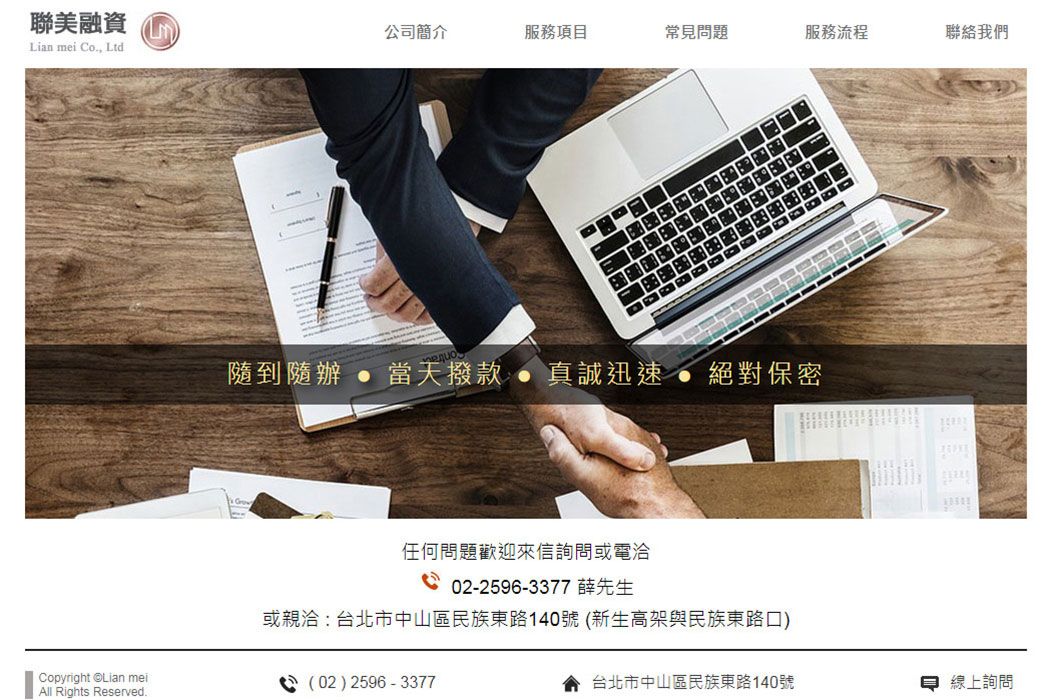 聯美融資
Lian mei Co., Ltd
公司簡介 服務項目 常見問題 服務流程 聯絡我們
Contract
隨到隨辦 ● 當天撥款 ● 真誠迅速 ● 絕對保密
任何問題歡迎來信詢問或電洽
02-2596-3377 薛先生
或親洽 : 台北市中山區民族東路140號 (新生高架與民族東路口)
Copyright ©Lian mei
All Rights Reserved.
( 02 ) 2596 - 3377
台北市中山區民族東路140號
線上詢問